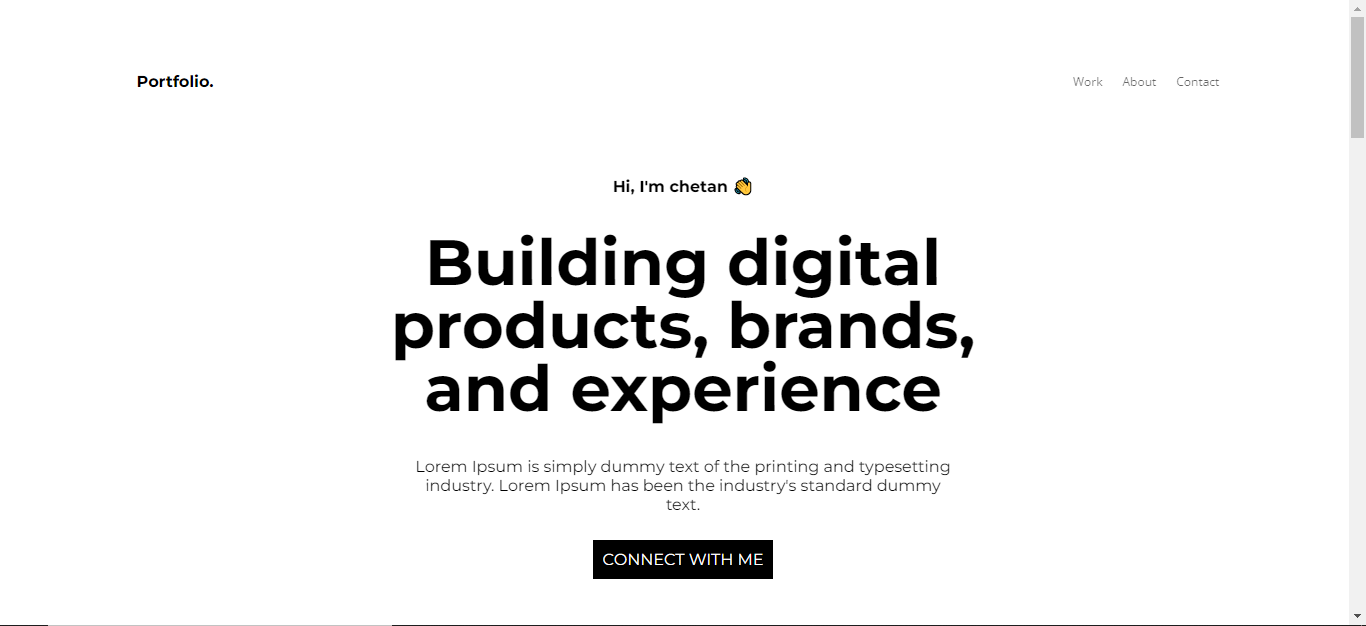 Portfolio.
Work About Contact
Hi, I'm chetan 👏
Building digital
products, brands,
and experience
Lorem Ipsum is simply dummy text of the printing and typesetting
industry. Lorem Ipsum has been the industry's standard dummy
text.
CONNECT WITH ME